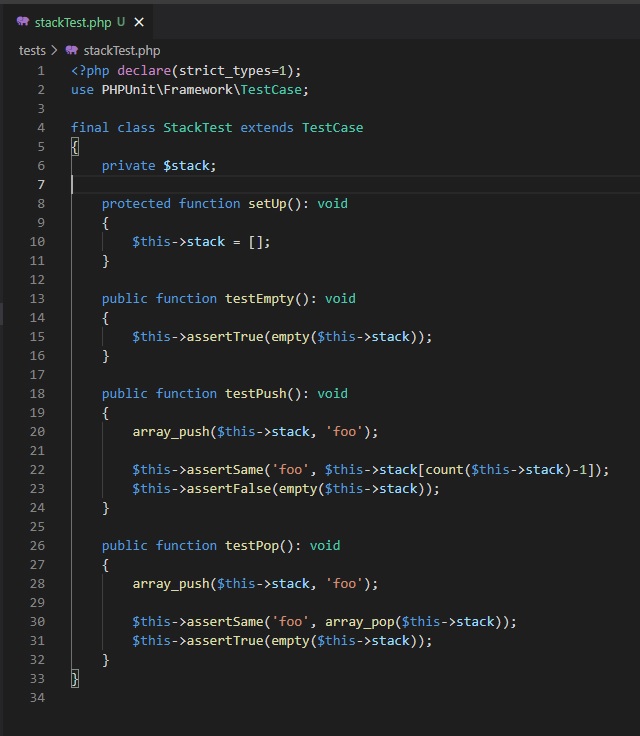 stackTest.php U ×
tests > stackTest.php
1 <?php declare(strict_types=1);
2 use PHPUnit\Framework\TestCase;
3
4 final class StackTest extends TestCase
5 {
6     private $stack;
7
8     protected function setUp(): void
9     {
10         $this->stack = [];
11     }
12
13     public function testEmpty(): void
14     {
15         $this->assertTrue(empty($this->stack));
16     }
17
18     public function testPush(): void
19     {
20         array_push($this->stack, 'foo');
21
22         $this->assertSame('foo', $this->stack[count($this->stack)-1]);
23         $this->assertFalse(empty($this->stack));
24     }
25
26     public function testPop(): void
27     {
28         array_push($this->stack, 'foo');
29
30         $this->assertSame('foo', array_pop($this->stack));
31         $this->assertTrue(empty($this->stack));
32     }
33 }
34